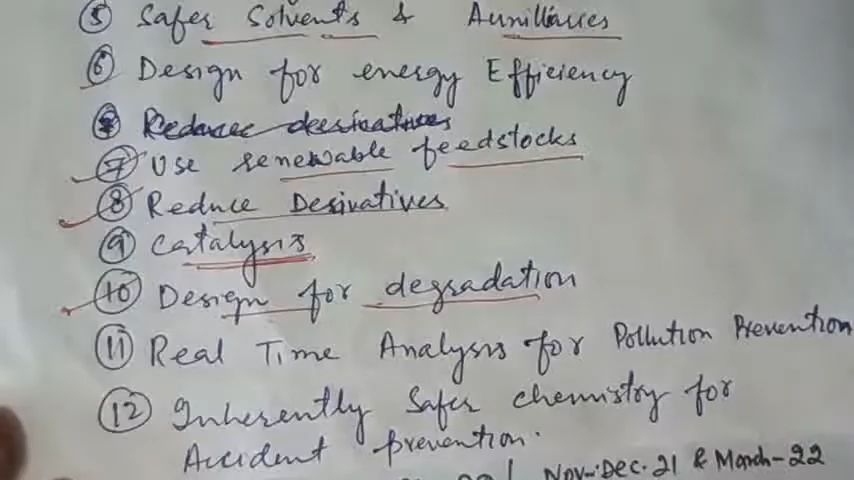 ⑤ Safer Solvents & Auxilliaries
⑥ Design for energy Efficiency
Reduce desivatives
⑦ Use renewable feedstocks
⑧ Reduce Desivatives
⑨ Catalysis
⑩ Design for degradation
⑪ Real Time Analysis for Pollution Prevention
⑫ Inherently Safer chemistry for
Accident prevention.
Nov-Dec.21 & March-22